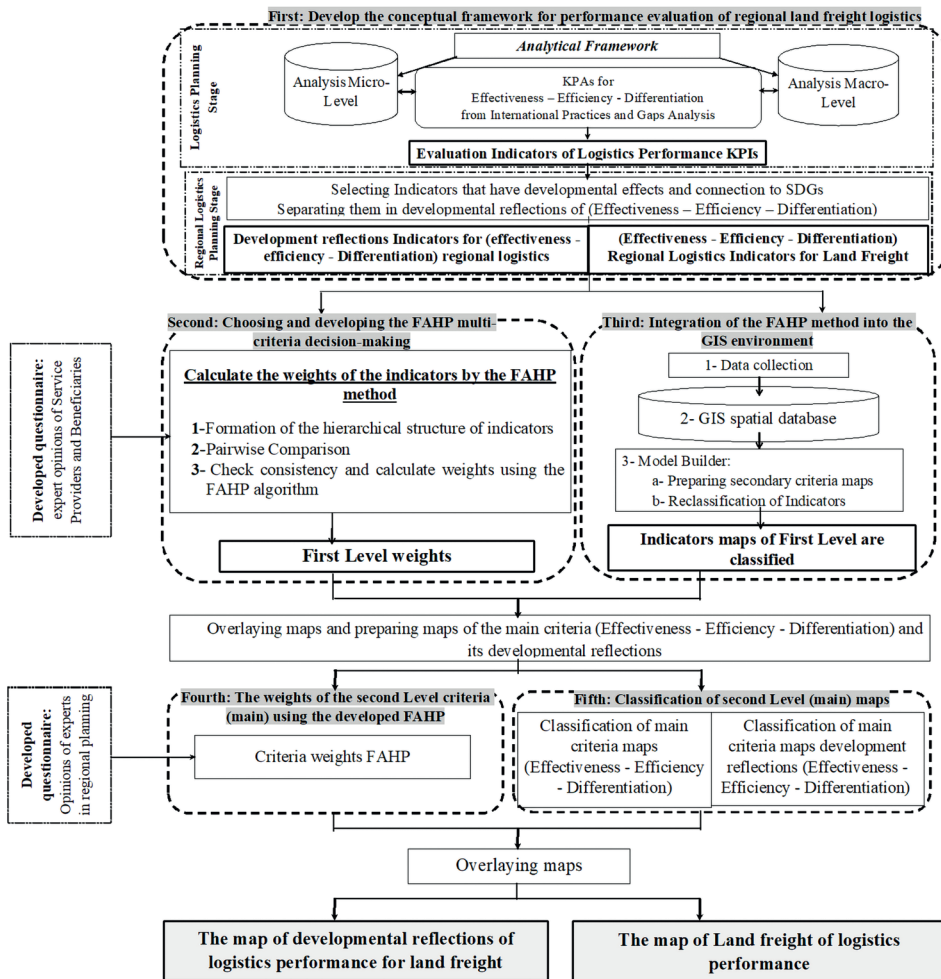 First: Develop the conceptual framework for performance evaluation of regional land freight logistics
Logistics Planning
Stage
Analytical Framework
Analysis Micro-
Level
KPAs for
Effectiveness – Efficiency - Differentiation
from International Practices and Gaps Analysis
Analysis Macro-
Level
Evaluation Indicators of Logistics Performance KPIs
Regional Logistics
Planning Stage
Selecting Indicators that have developmental effects and connection to SDGs
Separating them in developmental reflections of (Effectiveness – Efficiency – Differentiation)
Development reflections Indicators for (effectiveness -
efficiency - Differentiation) regional logistics
(Effectiveness - Efficiency - Differentiation)
Regional Logistics Indicators for Land Freight
Second: Choosing and developing the FAHP multi-
criteria decision-making
Developed questionnaire:
expert opinions of Service
Providers and Beneficiaries
Calculate the weights of the indicators by the FAHP
method
1-Formation of the hierarchical structure of indicators
2-Pairwise Comparison
3- Check consistency and calculate weights using the
FAHP algorithm
First Level weights
Third: Integration of the FAHP method into the
GIS environment
1- Data collection
2- GIS spatial database
3- Model Builder:
a- Preparing secondary criteria maps
b- Reclassification of Indicators
Indicators maps of First Level are
classified
Overlaying maps and preparing maps of the main criteria (Effectiveness - Efficiency - Differentiation) and
its developmental reflections
Developed
questionnaire:
Opinions of experts
in regional planning
Fourth: The weights of the second Level criteria
(main) using the developed FAHP
Criteria weights FAHP
Fifth: Classification of second Level (main) maps
Classification of main
criteria maps
(Effectiveness - Efficiency
- Differentiation)
Classification of main
criteria maps development
reflections (Effectiveness -
Efficiency - Differentiation)
Overlaying maps
The map of developmental reflections of
logistics performance for land freight
The map of Land freight of logistics
performance